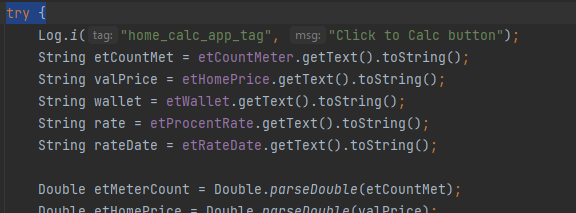 try {
Log.i( tag: "home_calc_app_tag", msg: "Click to Calc button");
String etCountMet = etCountMeter.getText().toString();
String valPrice = etHomePrice.getText().toString();
String wallet = etWallet.getText().toString();
String rate = etProcentRate.getText().toString();
String rateDate = etRateDate.getText().toString();
Double etMeterCount = Double.parseDouble(etCountMet);
Double etHomePrice = Double.parseDouble(valPrice);